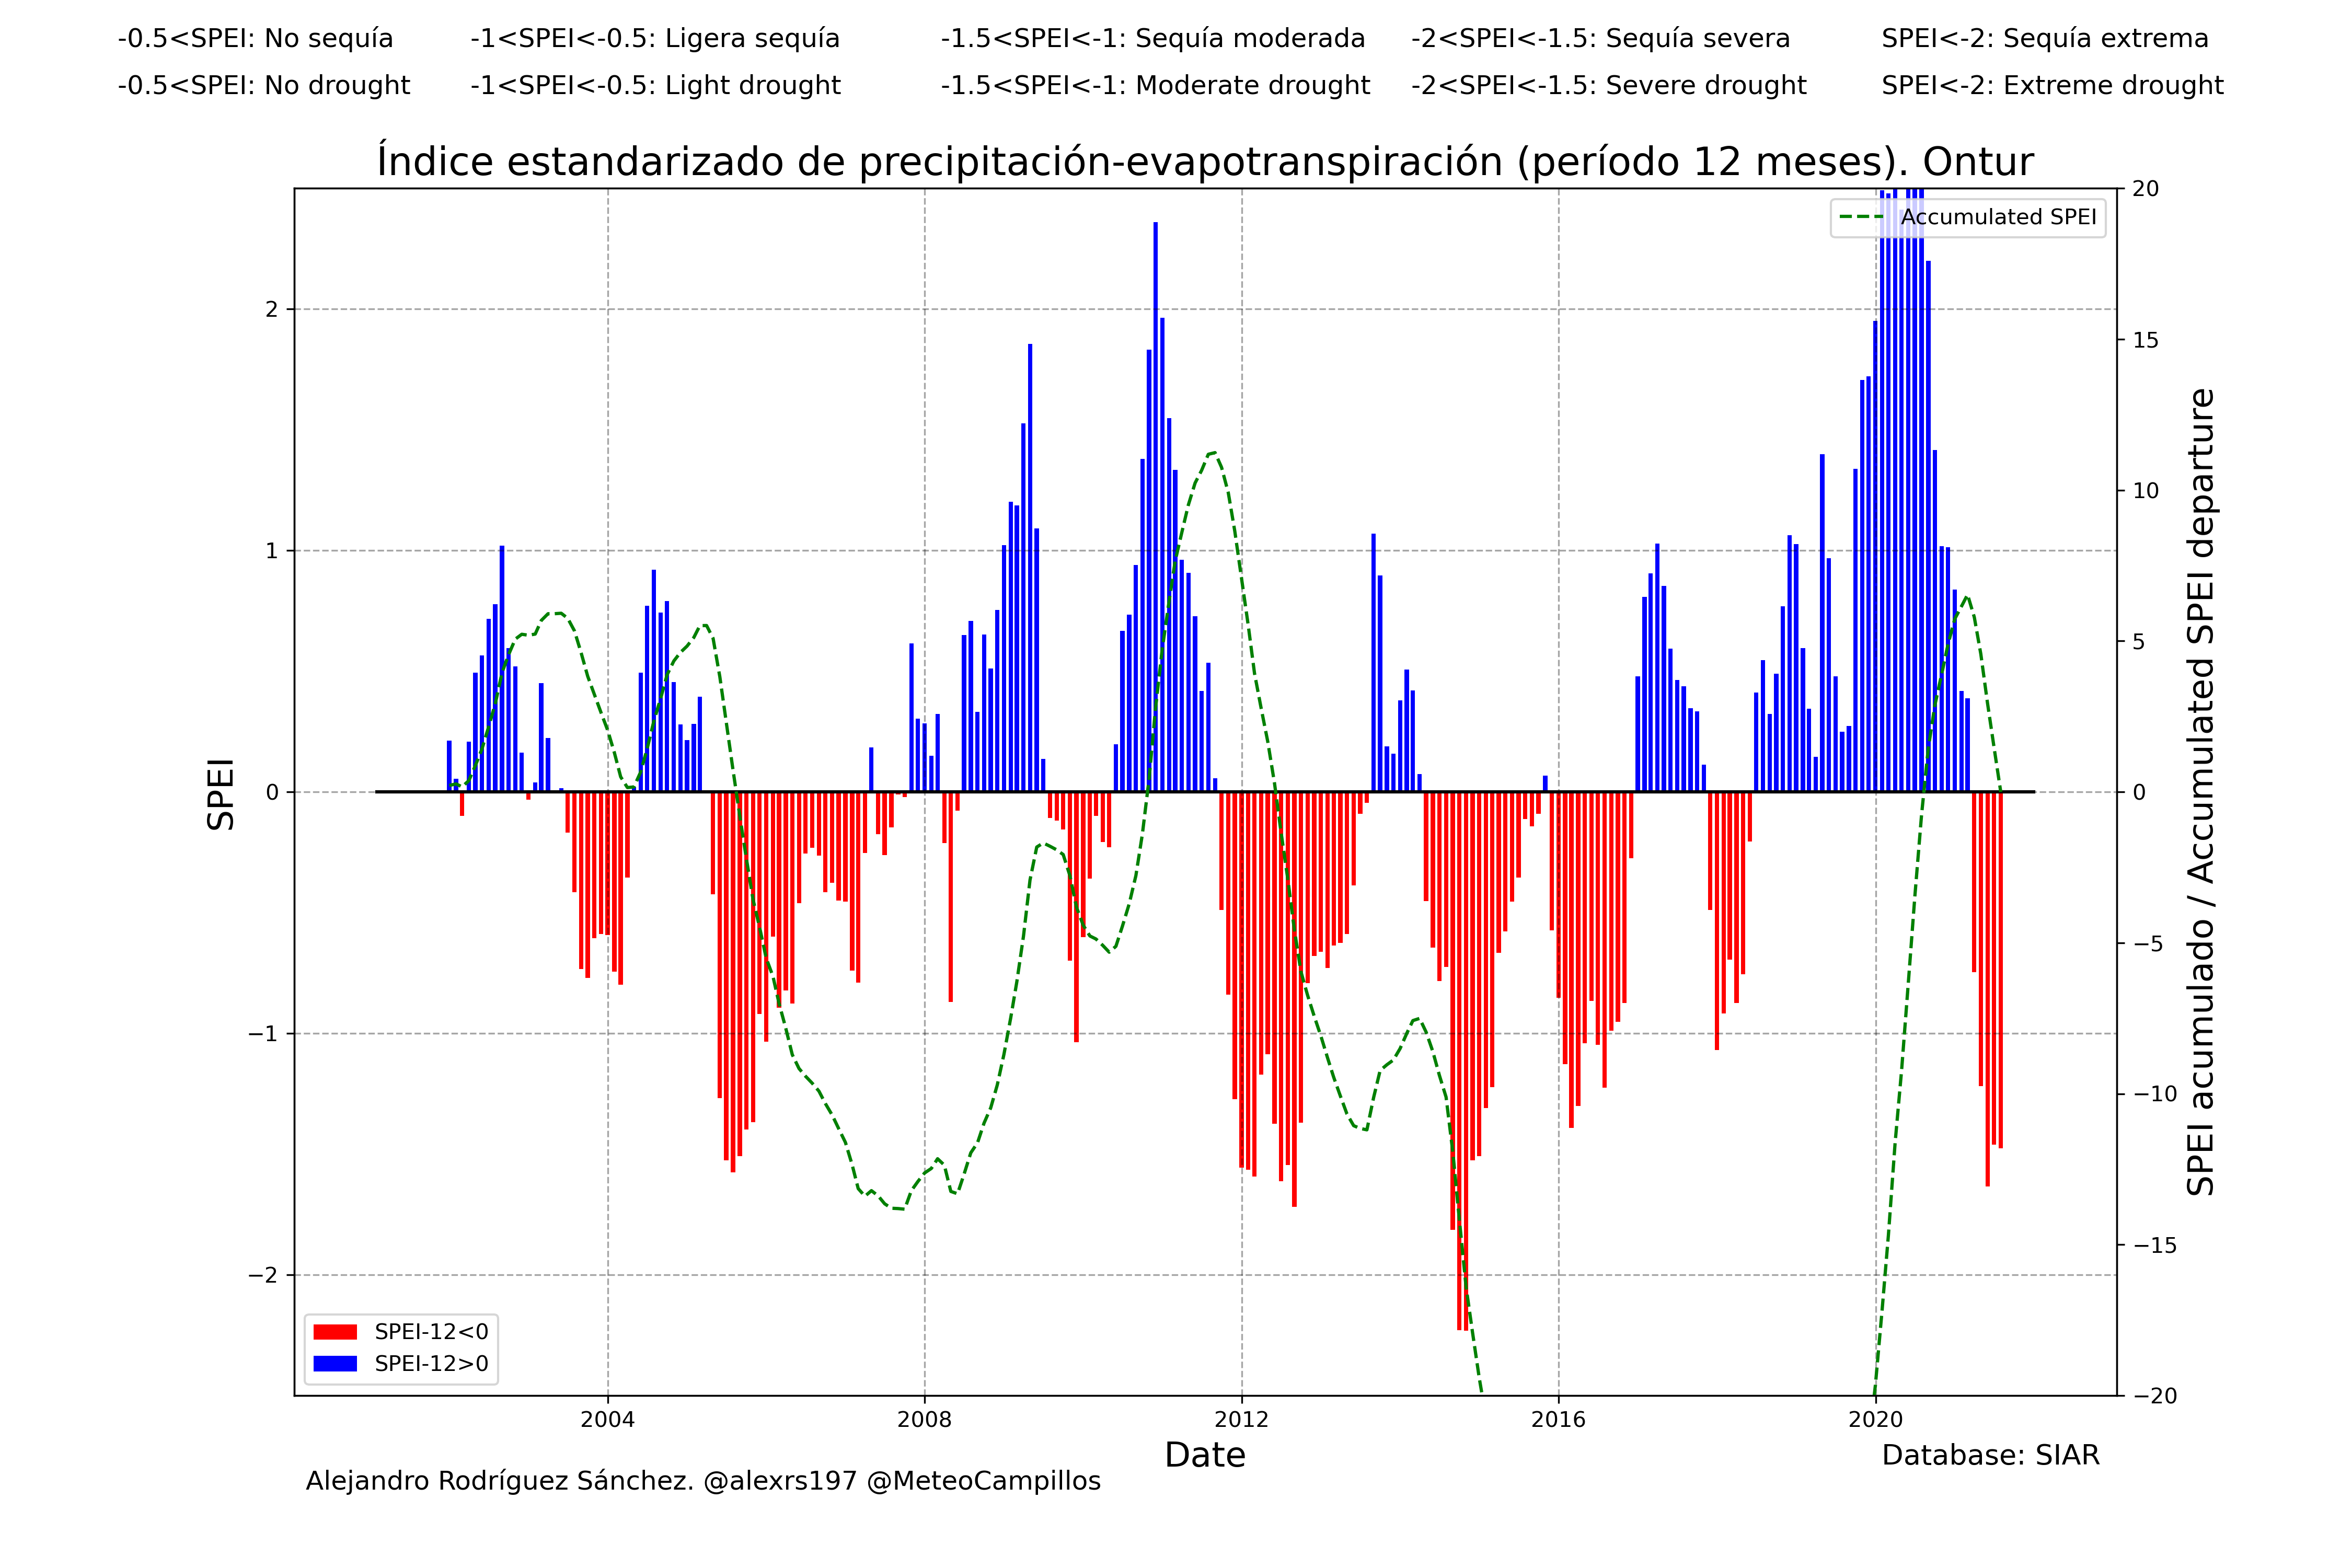 -0.5<SPEI: No sequía -1<SPEI<-0.5: Ligera sequía -1.5<SPEI<-1: Sequía moderada -2<SPEI<-1.5: Sequía severa SPEI<-2: Sequía extrema
-0.5<SPEI: No drought -1<SPEI<-0.5: Light drought -1.5<SPEI<-1: Moderate drought -2<SPEI<-1.5: Severe drought SPEI<-2: Extreme drought
Índice estandarizado de precipitación-evapotranspiración (período 12 meses). Ontur
Accumulated SPEI
SPEI
2
1
0
−1
−2
20
15
10
5
0
−5
−10
−15
−20
SPEI acumulado / Accumulated SPEI departure
SPEI-12<0
SPEI-12>0
2004 2008 2012 2016 2020
Date
Database: SIAR
Alejandro Rodríguez Sánchez. @alexrs197 @MeteoCampillos